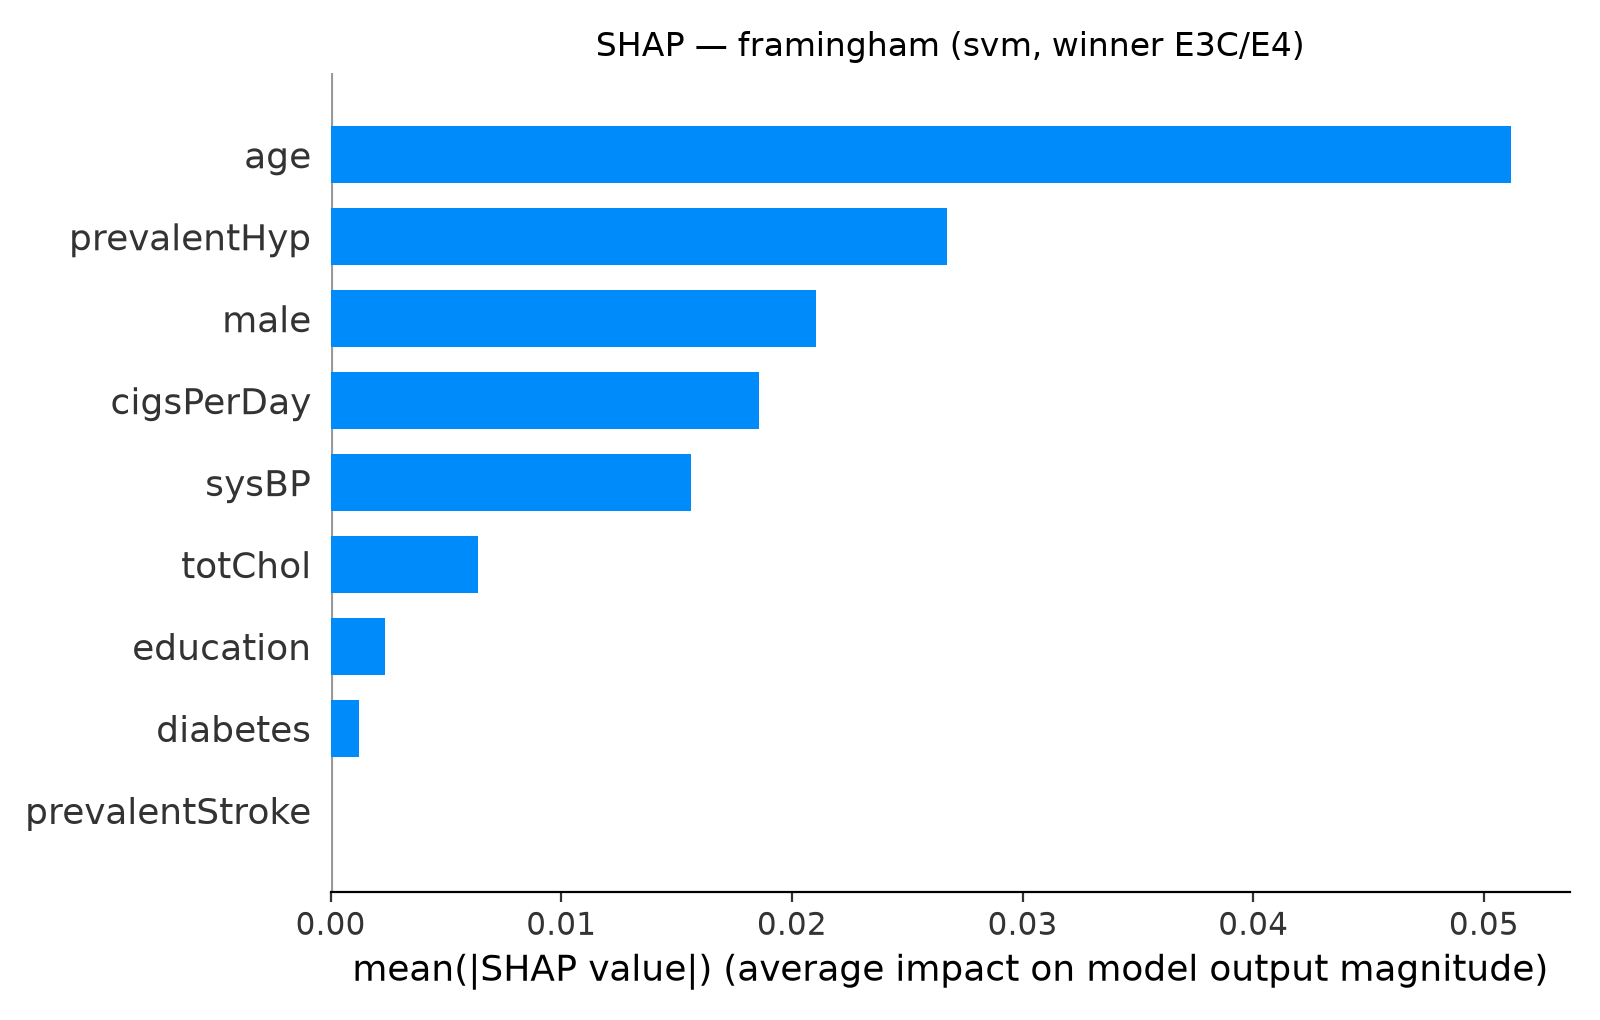 SHAP — framingham (svm, winner E3C/E4)
age
prevalentHyp
male
cigsPerDay
sysBP
totChol
education
diabetes
prevalentStroke
0.00 0.01 0.02 0.03 0.04 0.05
mean(|SHAP value|) (average impact on model output magnitude)